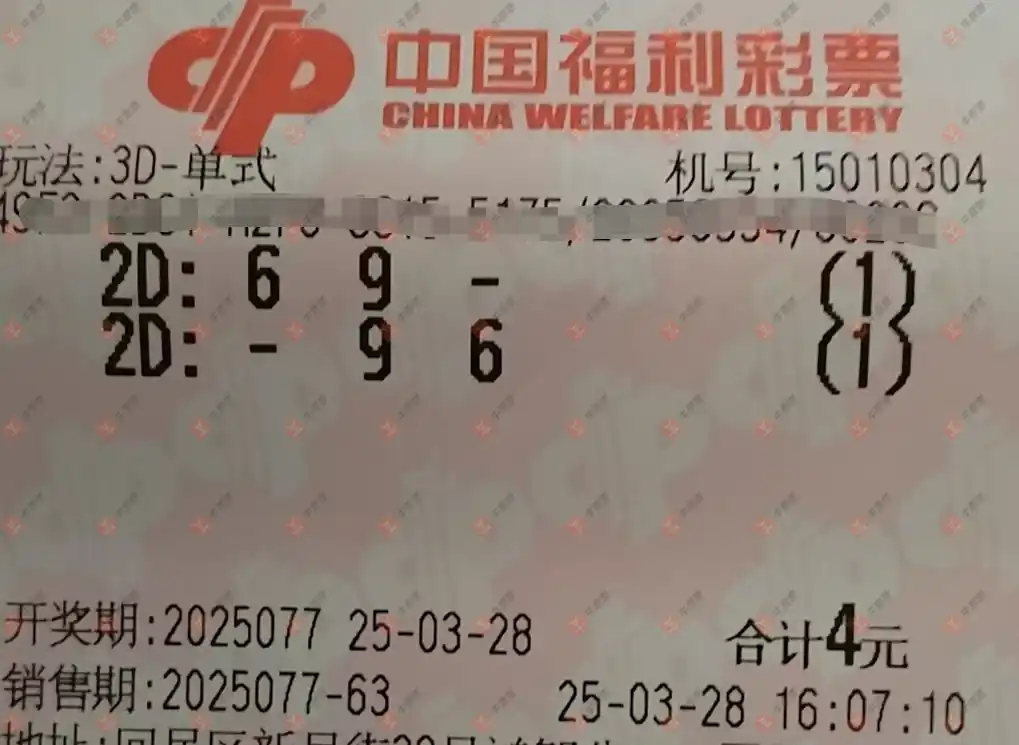 中国福利彩票
CHINA WELFARE LOTTERY
玩法:3D-单式 机号:15010304
2D: 6 9 - (1)
2D: - 9 6 (1)
开奖期:2025077 25-03-28 合计4元
销售期:2025077-63 25-03-28 16:07:10